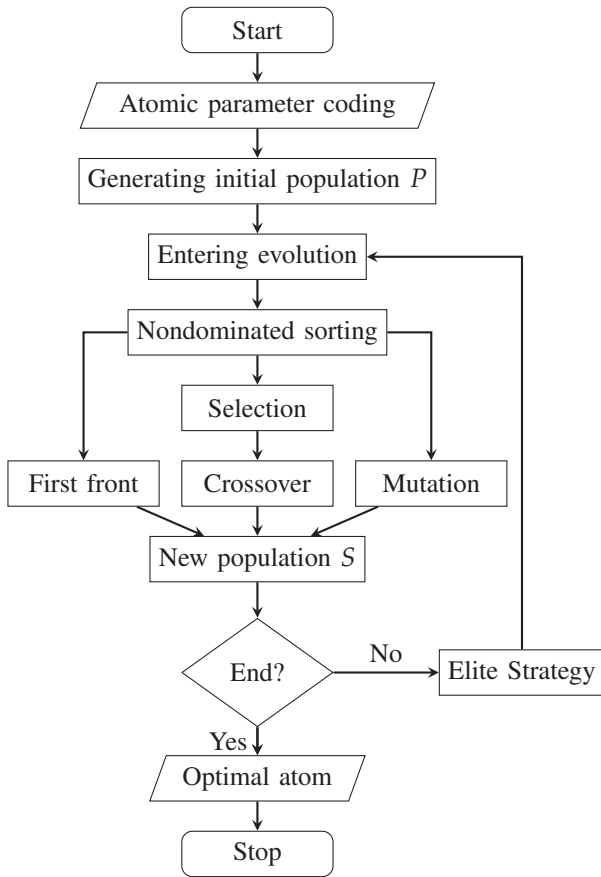 Start
Atomic parameter coding
Generating initial population P
Entering evolution
Nondominated sorting
Selection
First front
Crossover
Mutation
New population S
End?
No
Elite Strategy
Yes
Optimal atom
Stop